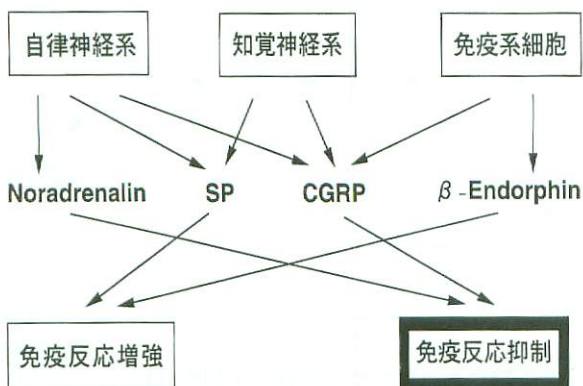 自律神経系
知覚神経系
免疫系細胞
Noradrenalin
SP
CGRP
β-Endorphin
免疫反応増強
免疫反応抑制